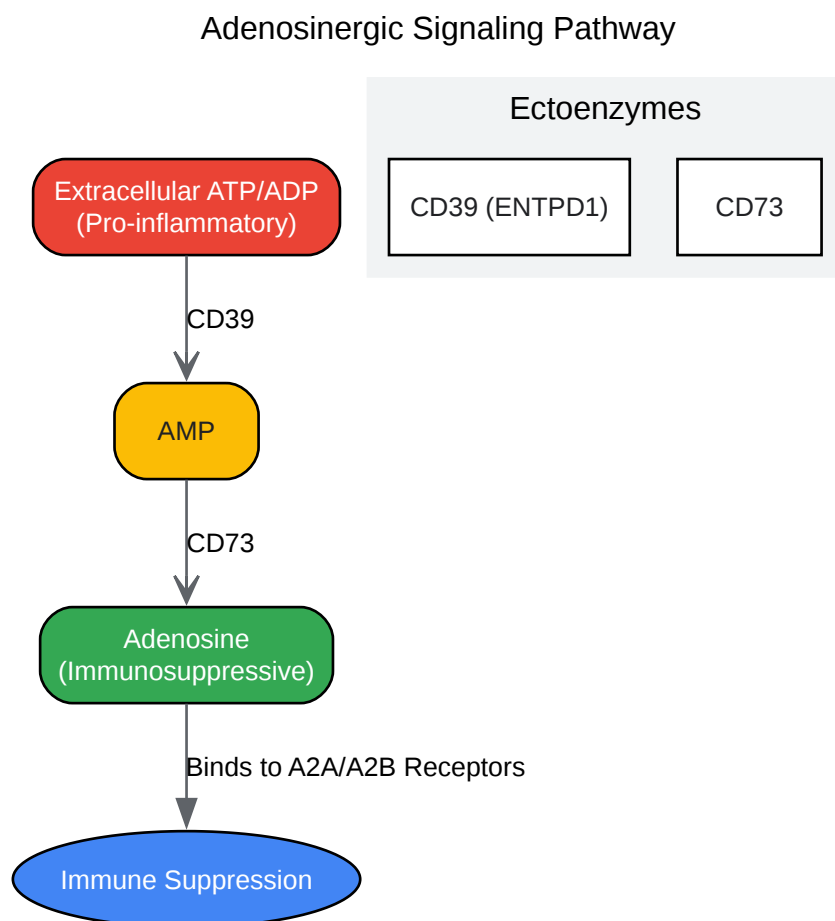 Adenosinergic Signaling Pathway
Ectoenzymes
Extracellular ATP/ADP
(Pro-inflammatory)
CD39 (ENTPD1)
CD73
CD39
AMP
CD73
Adenosine
(Immunosuppressive)
Binds to A2A/A2B Receptors
Immune Suppression